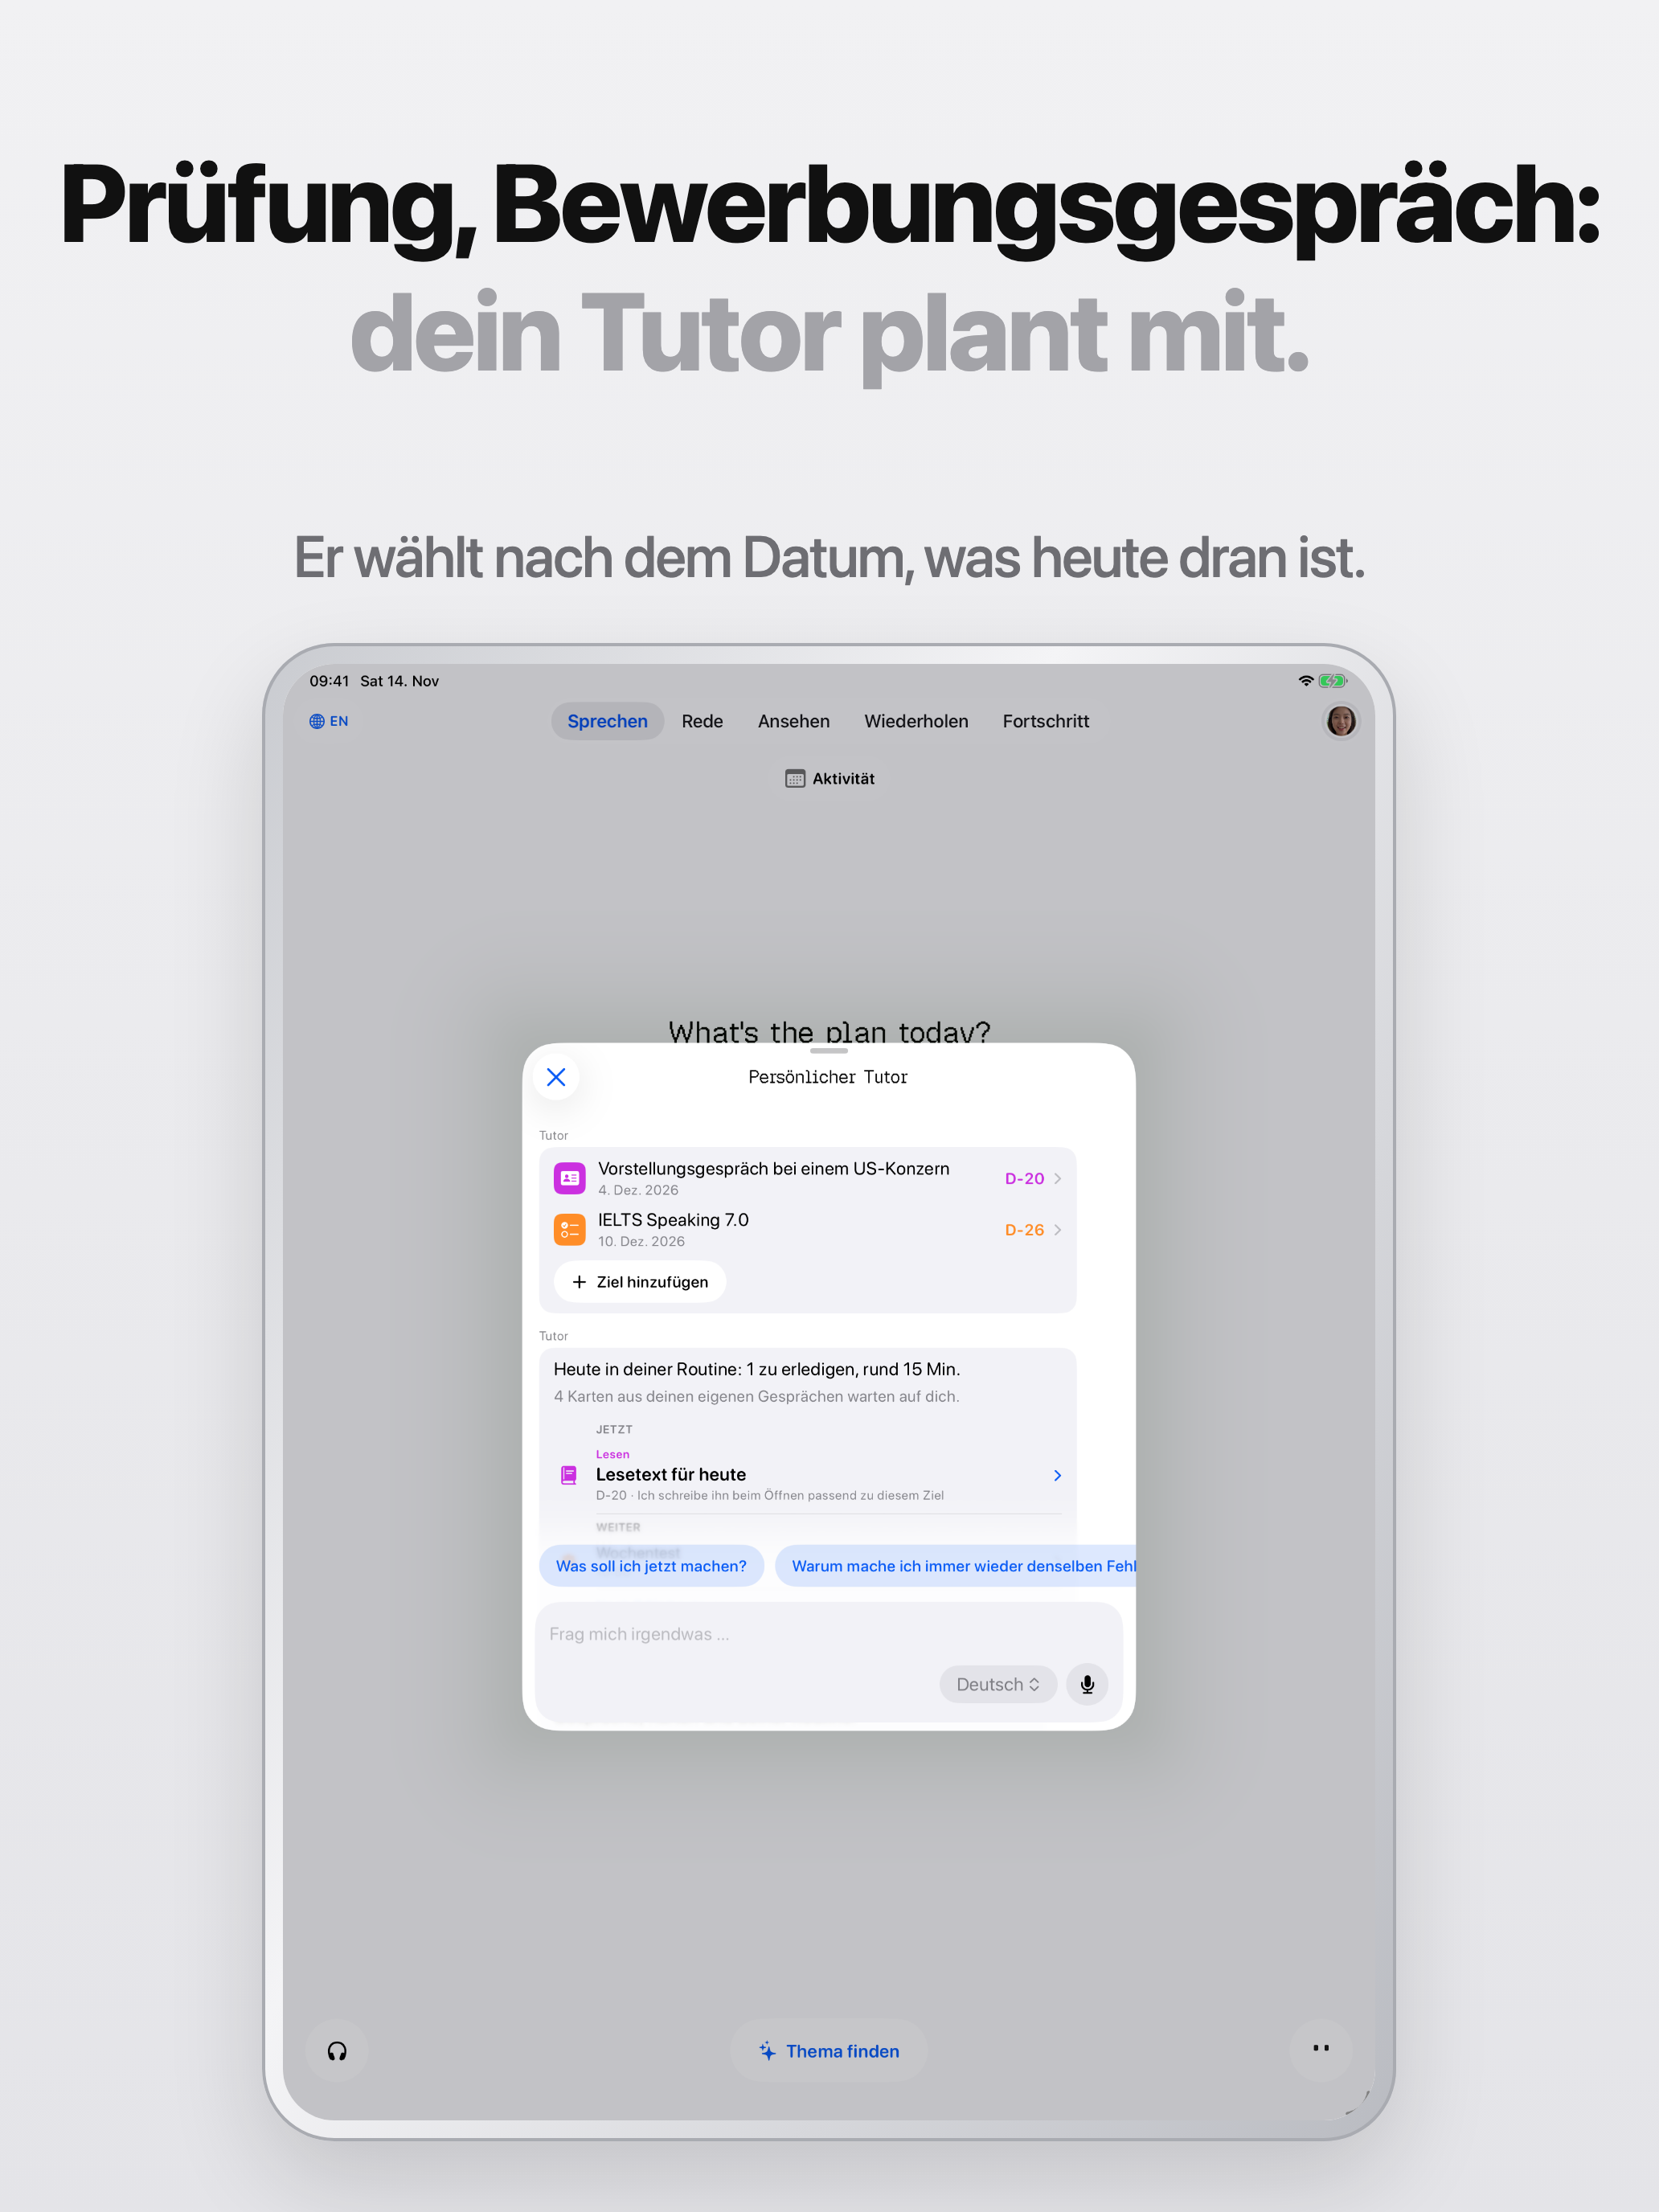 Prüfung, Bewerbungsgespräch:
dein Tutor plant mit.
Er wählt nach dem Datum, was heute dran ist.
09:41 Sat 14. Nov
EN
Sprechen
Rede
Ansehen
Wiederholen
Fortschritt
Aktivität
What's the plan today?
Persönlicher Tutor
Tutor
Vorstellungsgespräch bei einem US-Konzern
4. Dez. 2026
D-20
IELTS Speaking 7.0
10. Dez. 2026
D-26
+ Ziel hinzufügen
Tutor
Heute in deiner Routine: 1 zu erledigen, rund 15 Min.
4 Karten aus deinen eigenen Gesprächen warten auf dich.
JETZT
Lesen
Lesetext für heute
D-20 · Ich schreibe ihn beim Öffnen passend zu diesem Ziel
WEITER
Wochentest
Was soll ich jetzt machen?
Warum mache ich immer wieder denselben Fehl
Frag mich irgendwas ...
Deutsch
Thema finden